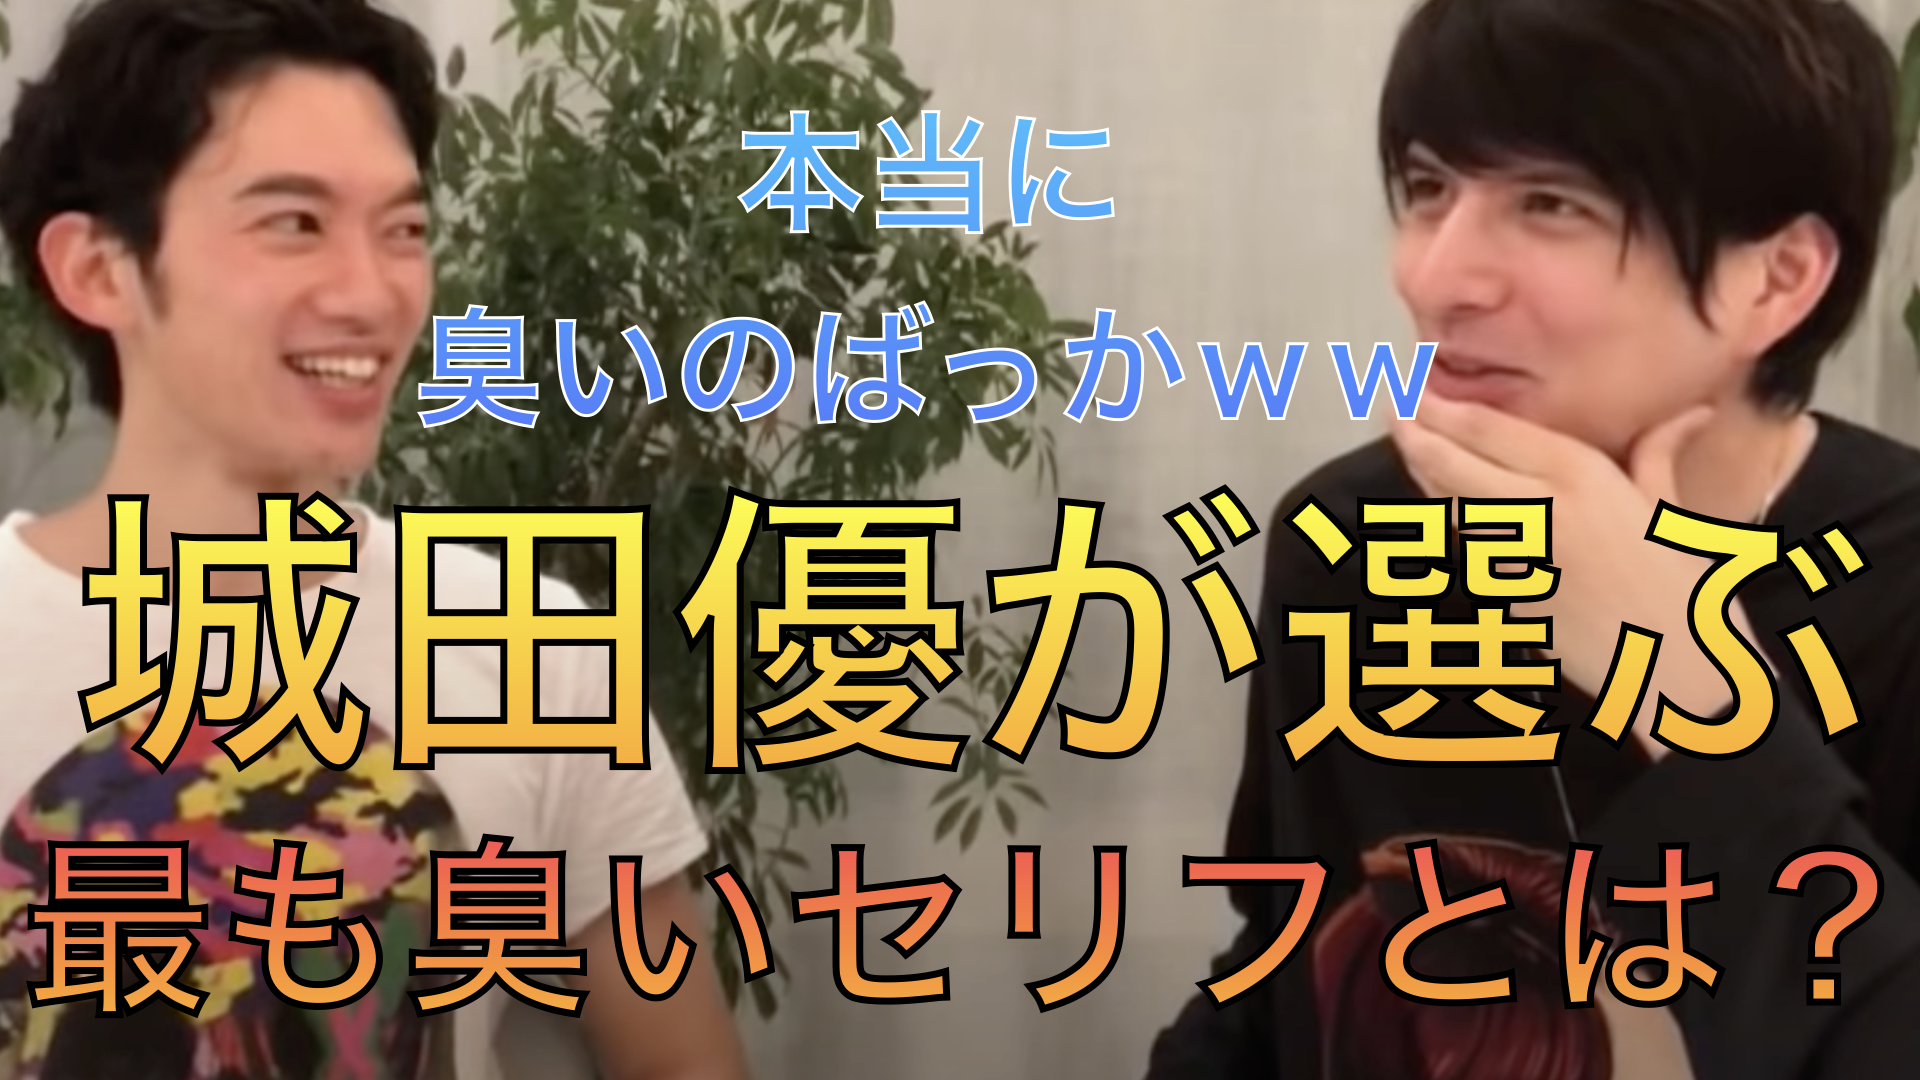 本当に
臭いのばっかｗｗ
城田優が選ぶ
最も臭いセリフとは？